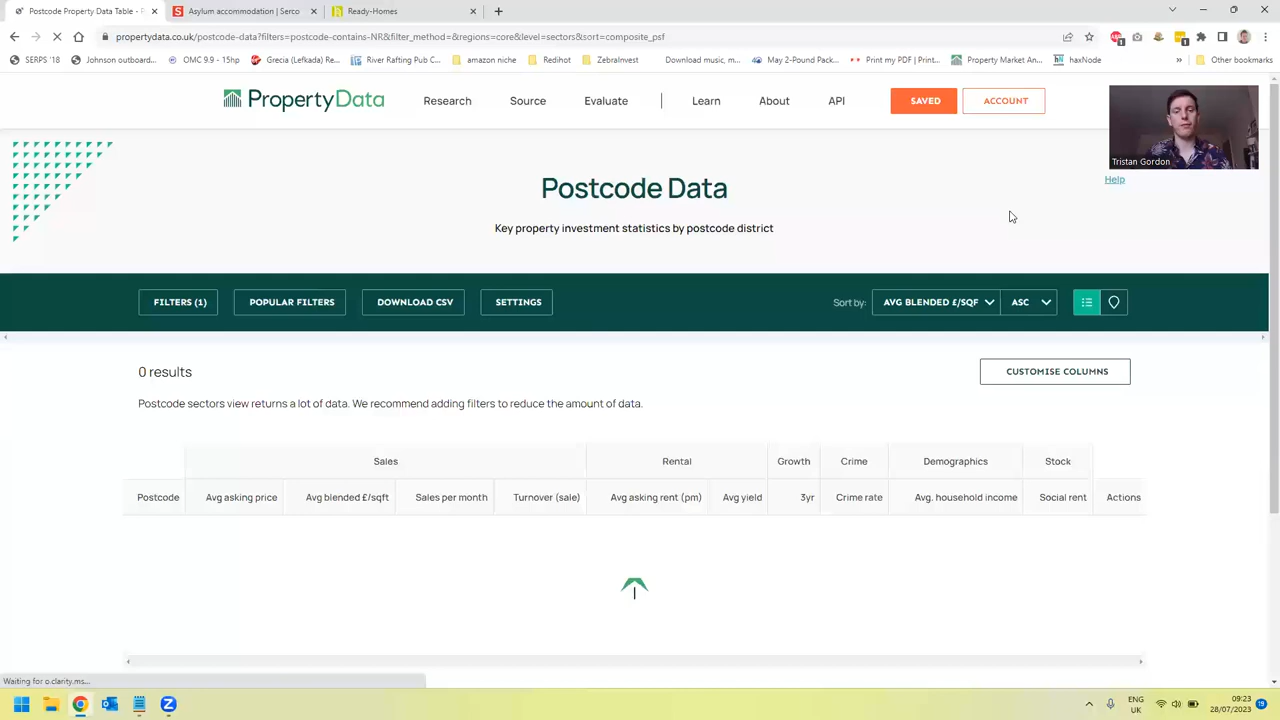 Postcode Property Data Table - P
Asylum accommodation | Serco
Ready-Homes
propertydata.co.uk/postcode-data?filters=postcode-contains-NR&filter_method=&regions=core&level=sectors&sort=composite_psf
SERPS '18
Johnson outboard...
OMC 9.9 - 15hp
Grecia (Lefkada) Re...
River Rafting Pub C...
amazon niche
Redihot
ZebraInvest
Download music, m...
May 2-Pound Pack...
Print my PDF | Print...
Property Market An...
haxNode
»
Other bookmarks
PropertyData
Research
Source
Evaluate
Learn
About
API
SAVED
ACCOUNT
Tristan Gordon
Help
Postcode Data
Key property investment statistics by postcode district
FILTERS (1)
POPULAR FILTERS
DOWNLOAD CSV
SETTINGS
Sort by:
AVG BLENDED £/SQF
ASC
0 results
CUSTOMISE COLUMNS
Postcode sectors view returns a lot of data. We recommend adding filters to reduce the amount of data.
Sales
Rental
Growth
Crime
Demographics
Stock
Postcode
Avg asking price
Avg blended £/sqft
Sales per month
Turnover (sale)
Avg asking rent (pm)
Avg yield
3yr
Crime rate
Avg. household income
Social rent
Actions
Waiting for o.clarity.ms...
ENG
UK
09:23
28/07/2023
19